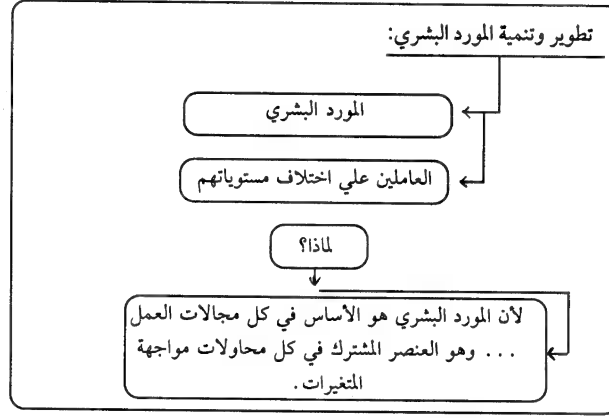 تطوير وتنمية المورد البشري:
المورد البشري
العاملين علي اختلاف مستوياتهم
لماذا؟
لأن المورد البشري هو الأساس في كل مجالات العمل
... وهو العنصر المشترك في كل محاولات مواجهة
المتغيرات.